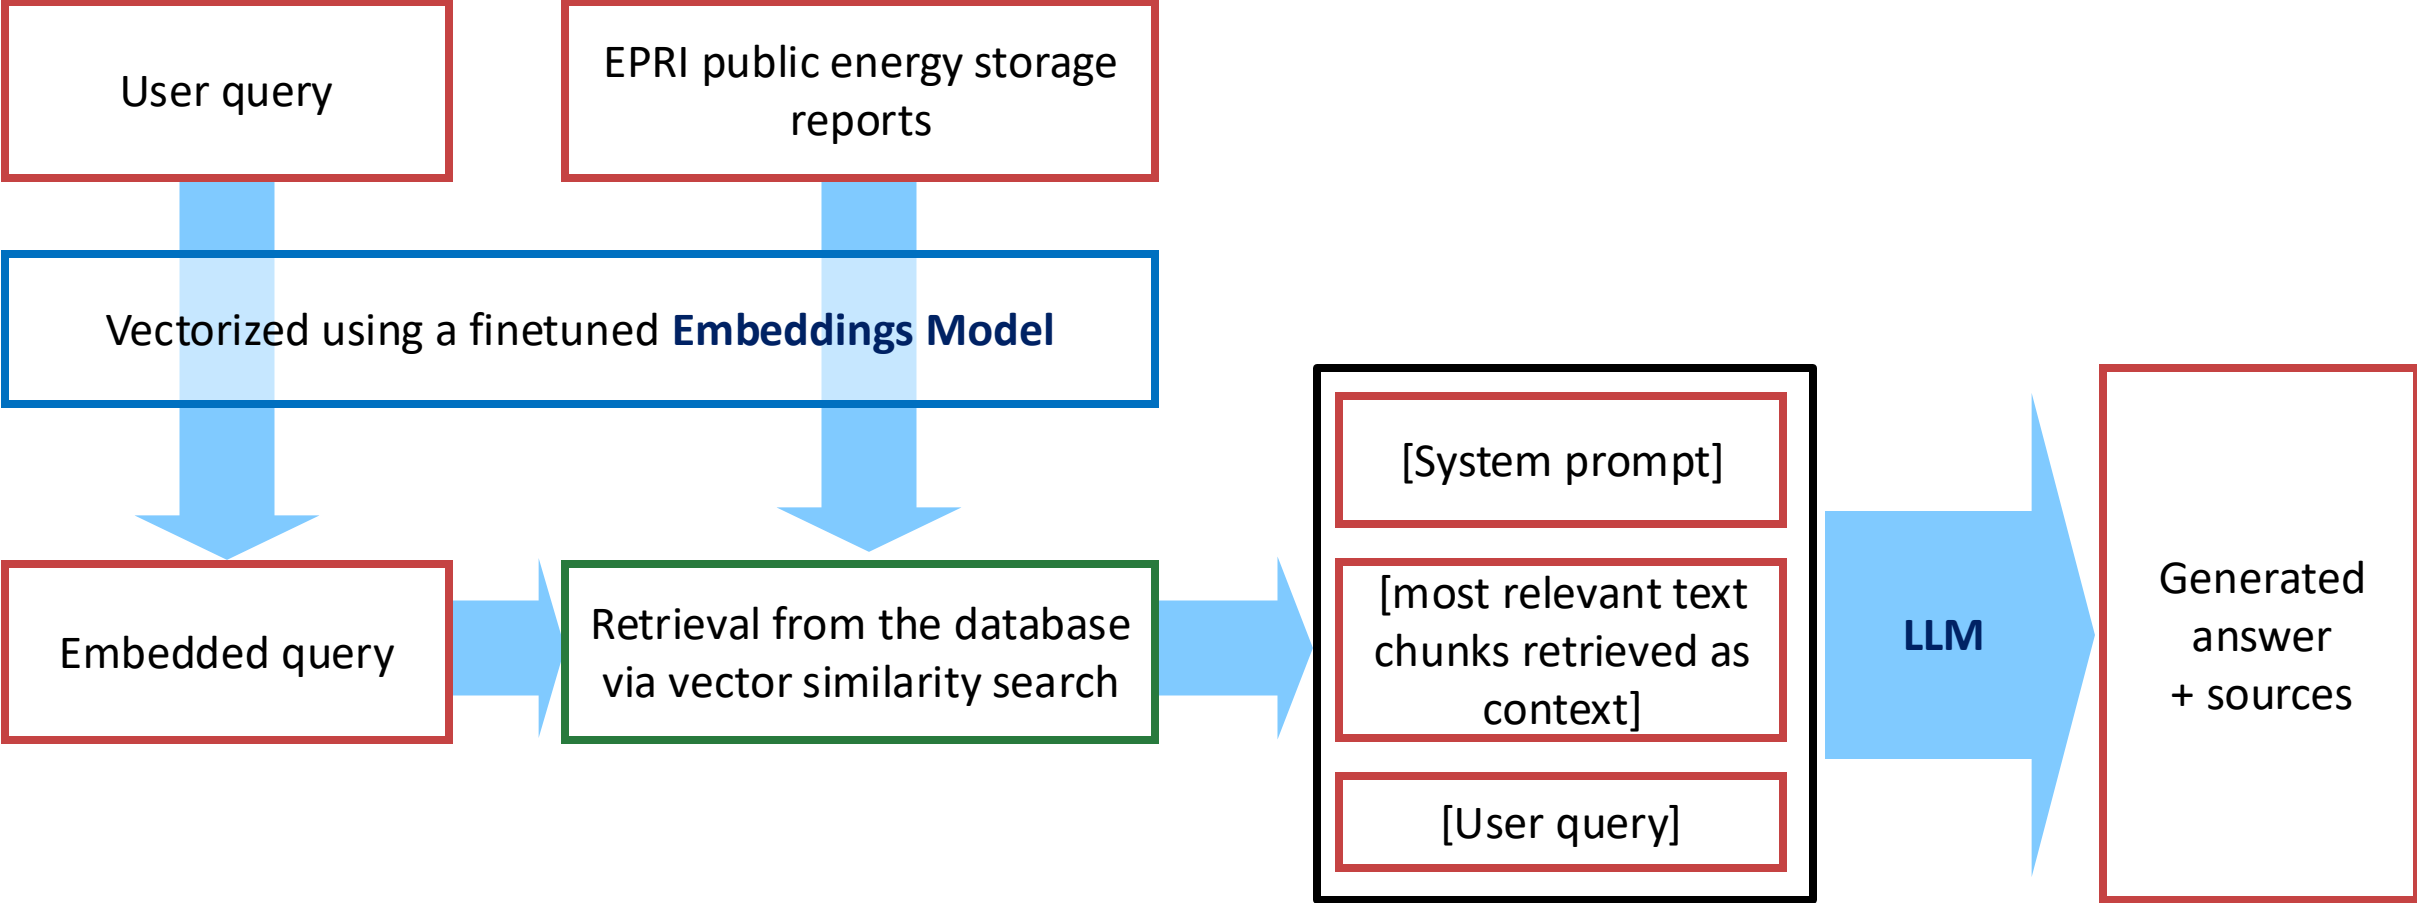 User query
EPRI public energy storage
reports
Vectorized using a finetuned Embeddings Model
Embedded query
Retrieval from the database
via vector similarity search
[System prompt]
[most relevant text
chunks retrieved as
context]
[User query]
LLM
Generated
answer
+ sources